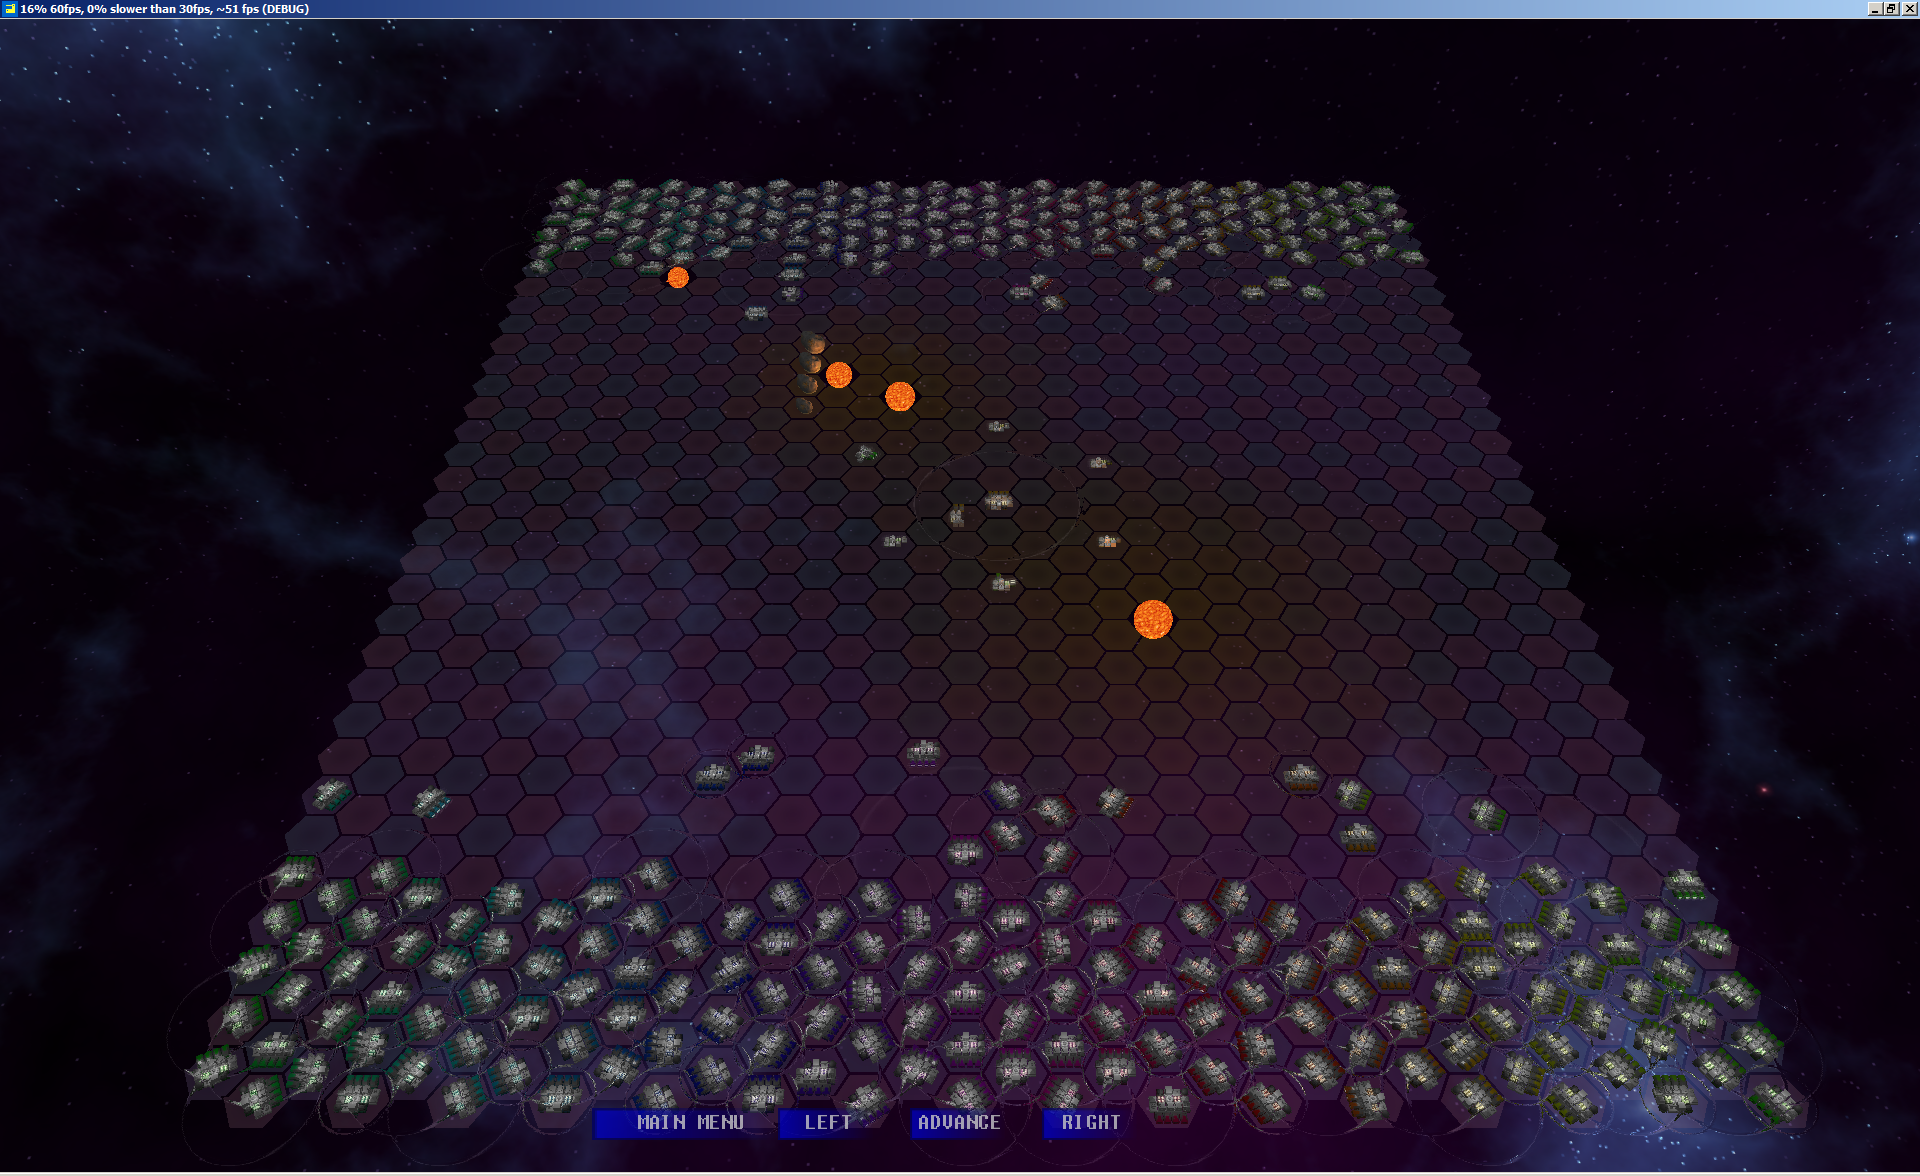 16% 60fps, 0% slower than 30fps, ~51 fps (DEBUG)
MAIN MENU LEFT ADVANCE RIGHT